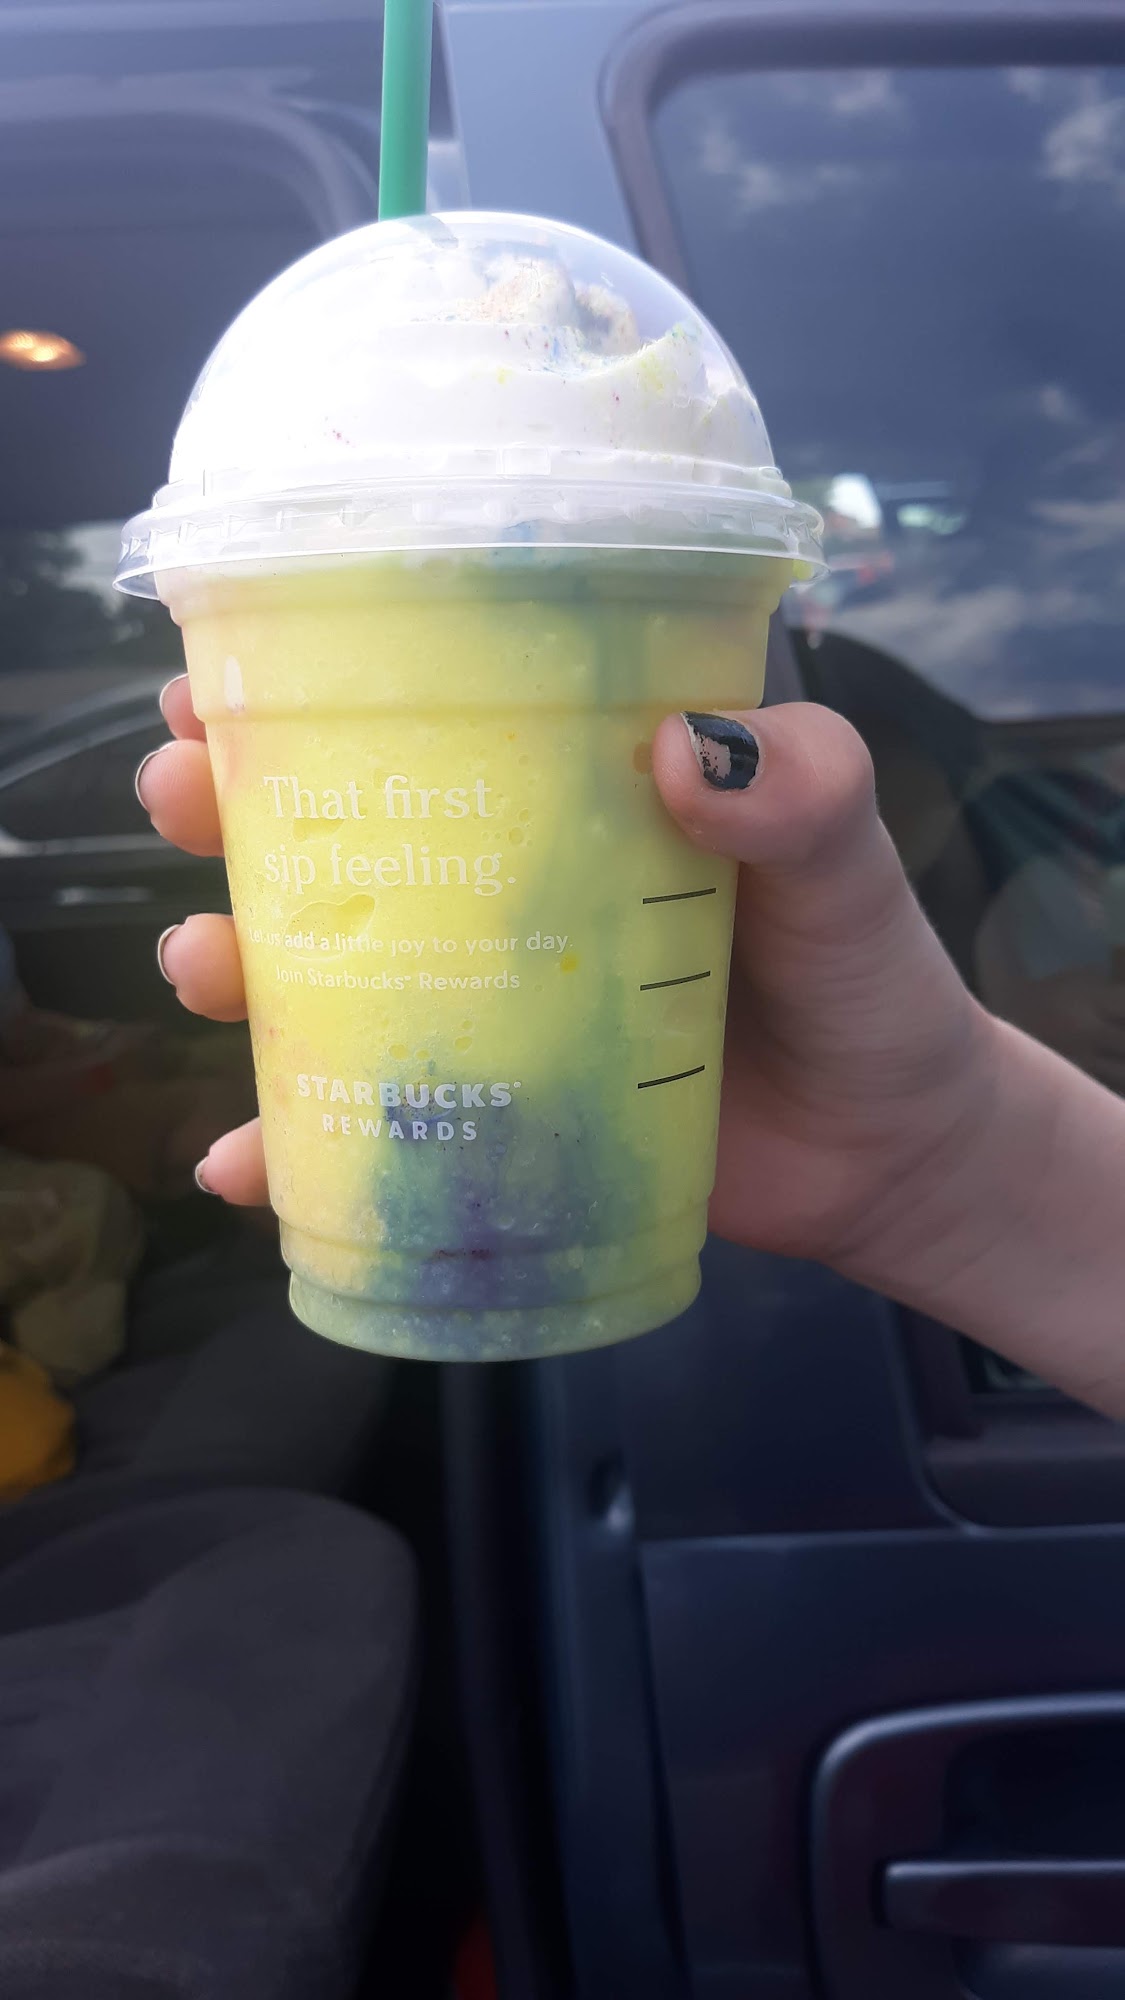 That first
sip feeling.
Let us add a little joy to your day.
Join Starbucks® Rewards
STARBUCKS®
REWARDS